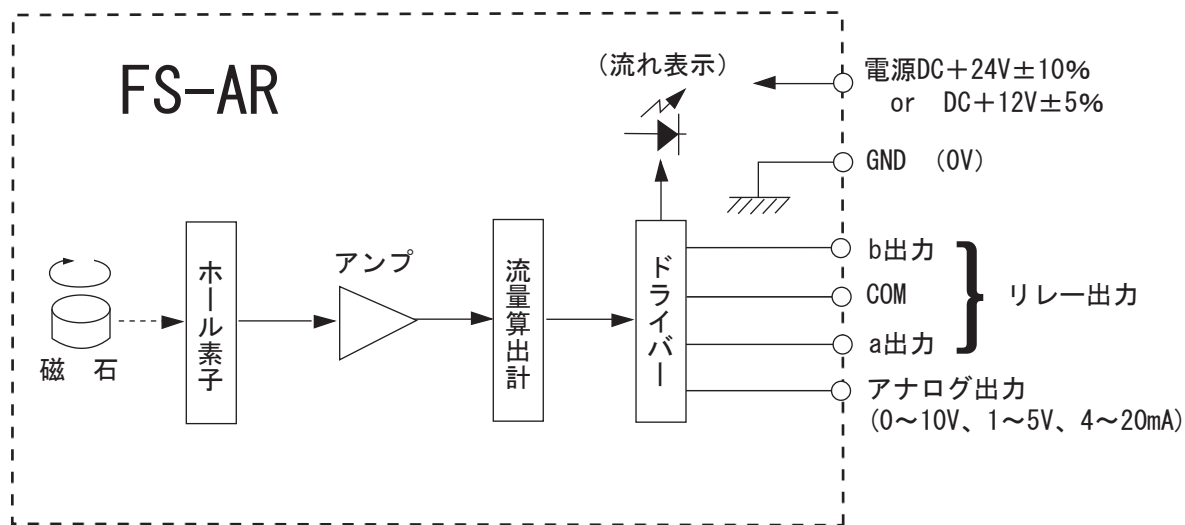 FS−AR
(流れ表示)
電源DC＋24V±10%
or DC＋12V±5%
GND (0V)
b出力
COM
a出力
リレー出力
アナログ出力
(0～10V、1～5V、4～20mA)
磁 石
ホール素子
アンプ
流量算出計
ドライバー